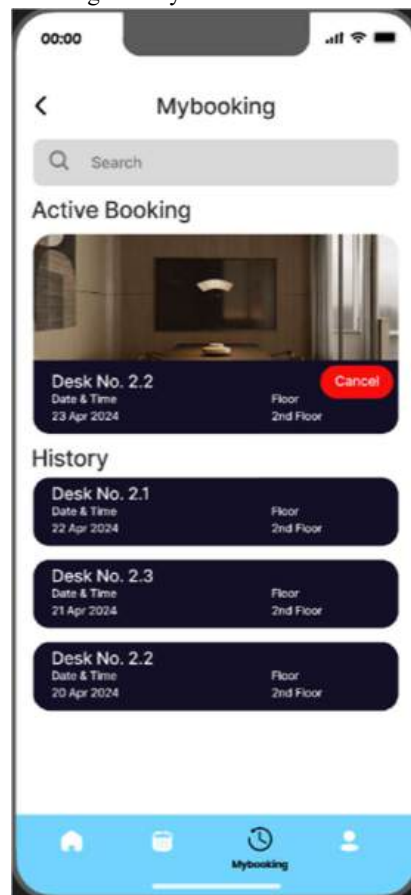 00:00
Mybooking
Search
Active Booking
Desk No. 2.2
Cancel
Date & Time
Floor
23 Apr 2024
2nd Floor
History
Desk No. 2.1
Date & Time
Floor
22 Apr 2024
2nd Floor
Desk No. 2.3
Date & Time
Floor
21 Apr 2024
2nd Floor
Desk No. 2.2
Date & Time
Floor
20 Apr 2024
2nd Floor
Mybooking